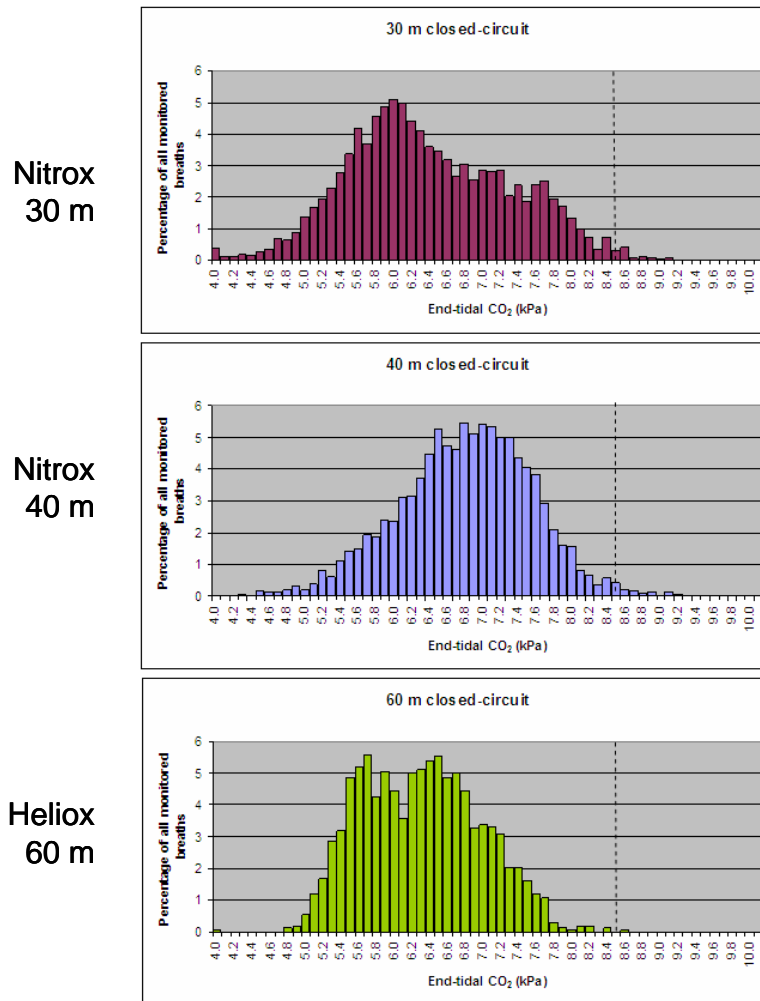 30 m closed-circuit
Nitrox
30 m
Percentage of all monitored
breaths
6
5
4
3
2
1
0
4.0 4.2 4.4 4.6 4.8 5.0 5.2 5.4 5.6 5.8 6.0 6.2 6.4 6.6 6.8 7.0 7.2 7.4 7.6 7.8 8.0 8.2 8.4 8.6 8.8 9.0 9.2 9.4 9.6 9.8 10.0
End-tidal CO₂ (kPa)
40 m closed-circuit
Nitrox
40 m
Percentage of all monitored
breaths
6
5
4
3
2
1
0
4.0 4.2 4.4 4.6 4.8 5.0 5.2 5.4 5.6 5.8 6.0 6.2 6.4 6.6 6.8 7.0 7.2 7.4 7.6 7.8 8.0 8.2 8.4 8.6 8.8 9.0 9.2 9.4 9.6 9.8 10.0
End-tidal CO₂ (kPa)
60 m closed-circuit
Heliox
60 m
Percentage of all monitored
breaths
6
5
4
3
2
1
0
4.0 4.2 4.4 4.6 4.8 5.0 5.2 5.4 5.6 5.8 6.0 6.2 6.4 6.6 6.8 7.0 7.2 7.4 7.6 7.8 8.0 8.2 8.4 8.6 8.8 9.0 9.2 9.4 9.6 9.8 10.0
End-tidal CO₂ (kPa)